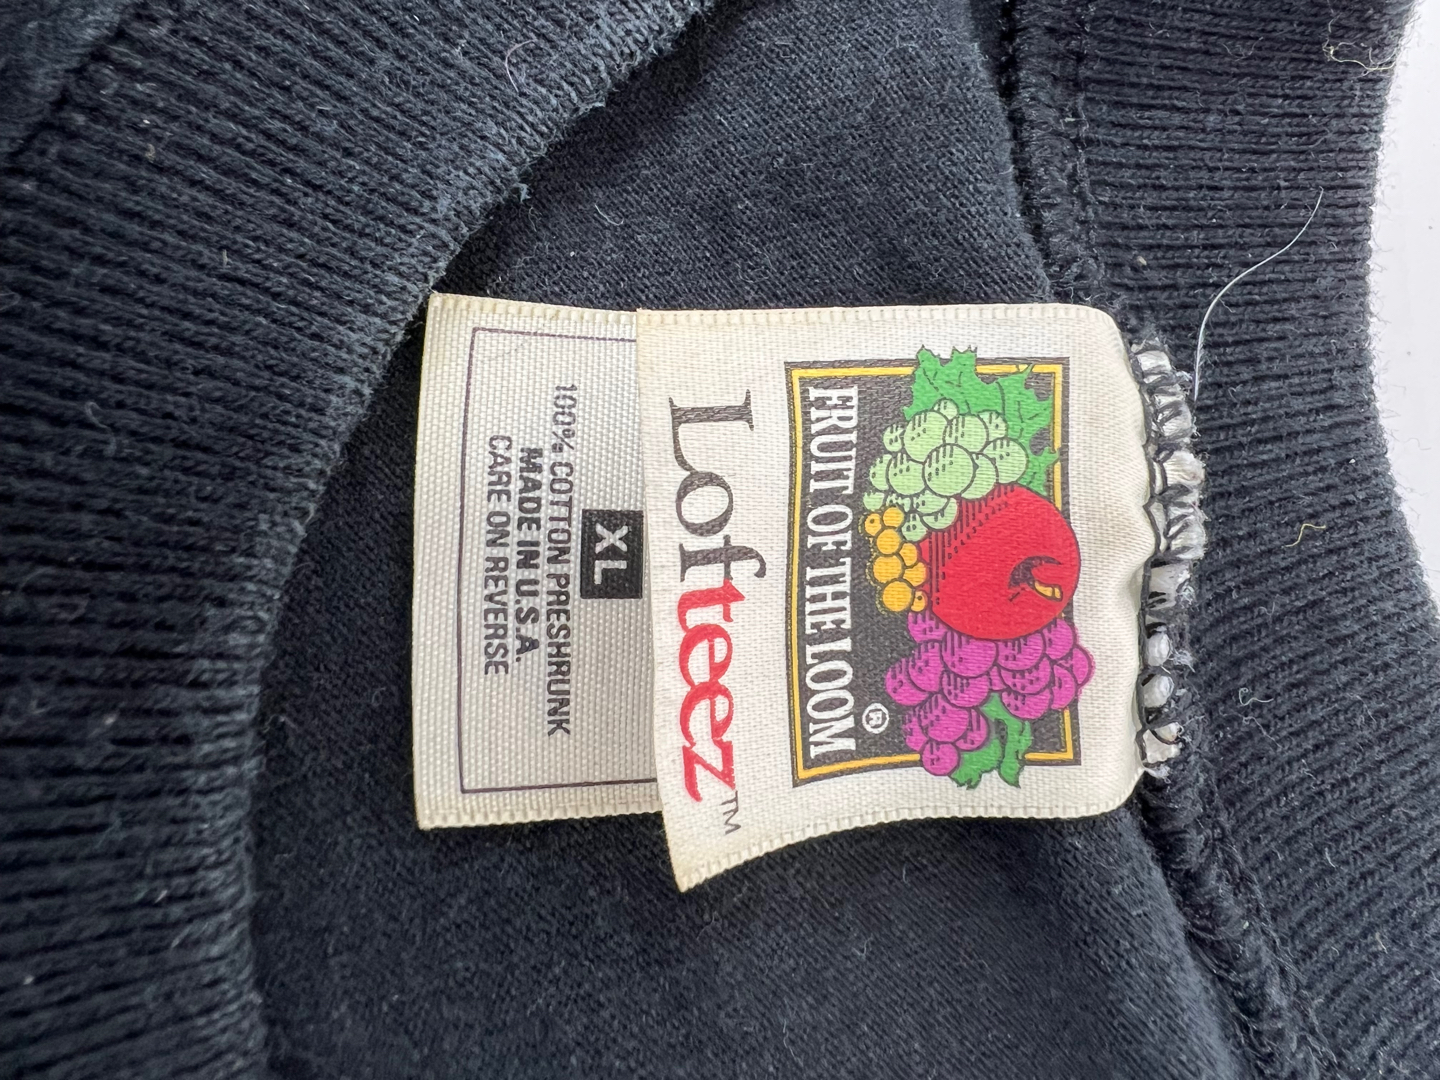 FRUIT OF THE LOOM®
Lofteez™
XL
100% COTTON PRESHRUNK
MADE IN U.S.A.
CARE ON REVERSE